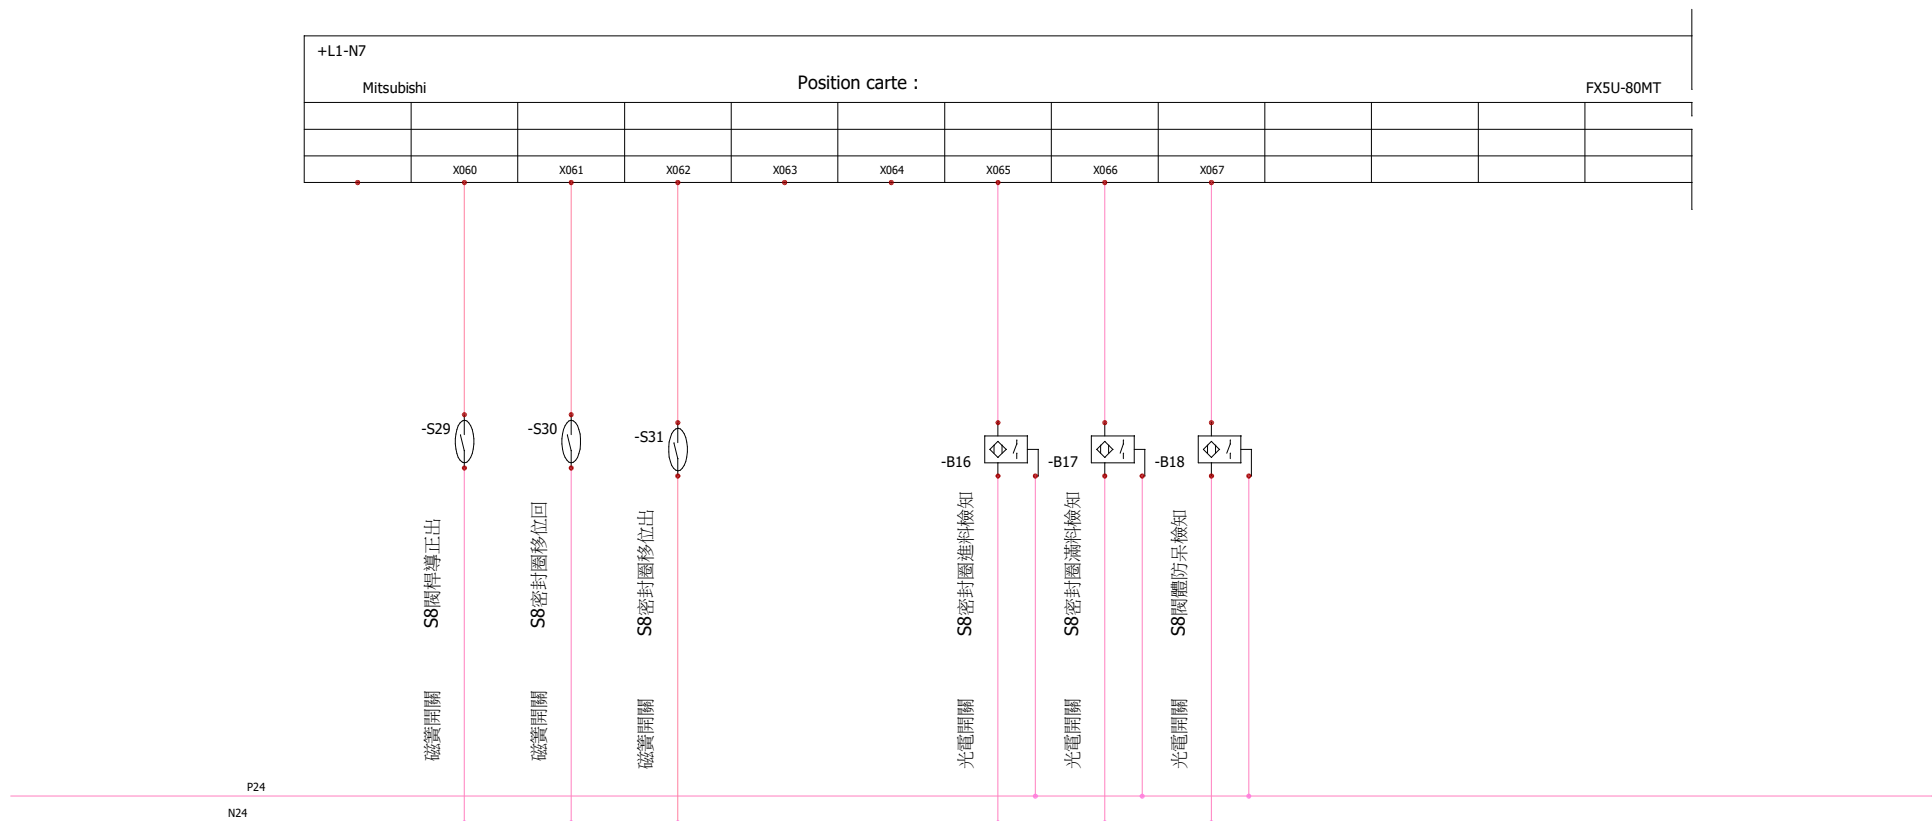 +L1-N7
Mitsubishi
Position carte :
FX5U-80MT
X060 X061 X062 X063 X064 X065 X066 X067
-S29
-S30
-S31
-B16
-B17
-B18
S8閥桿導正出
S8密封圈移位回
S8密封圈移位出
S8密封圈進料檢知
S8密封圈滿料檢知
S8閥體防呆檢知
磁簧開關
磁簧開關
磁簧開關
光電開關
光電開關
光電開關
P24
N24